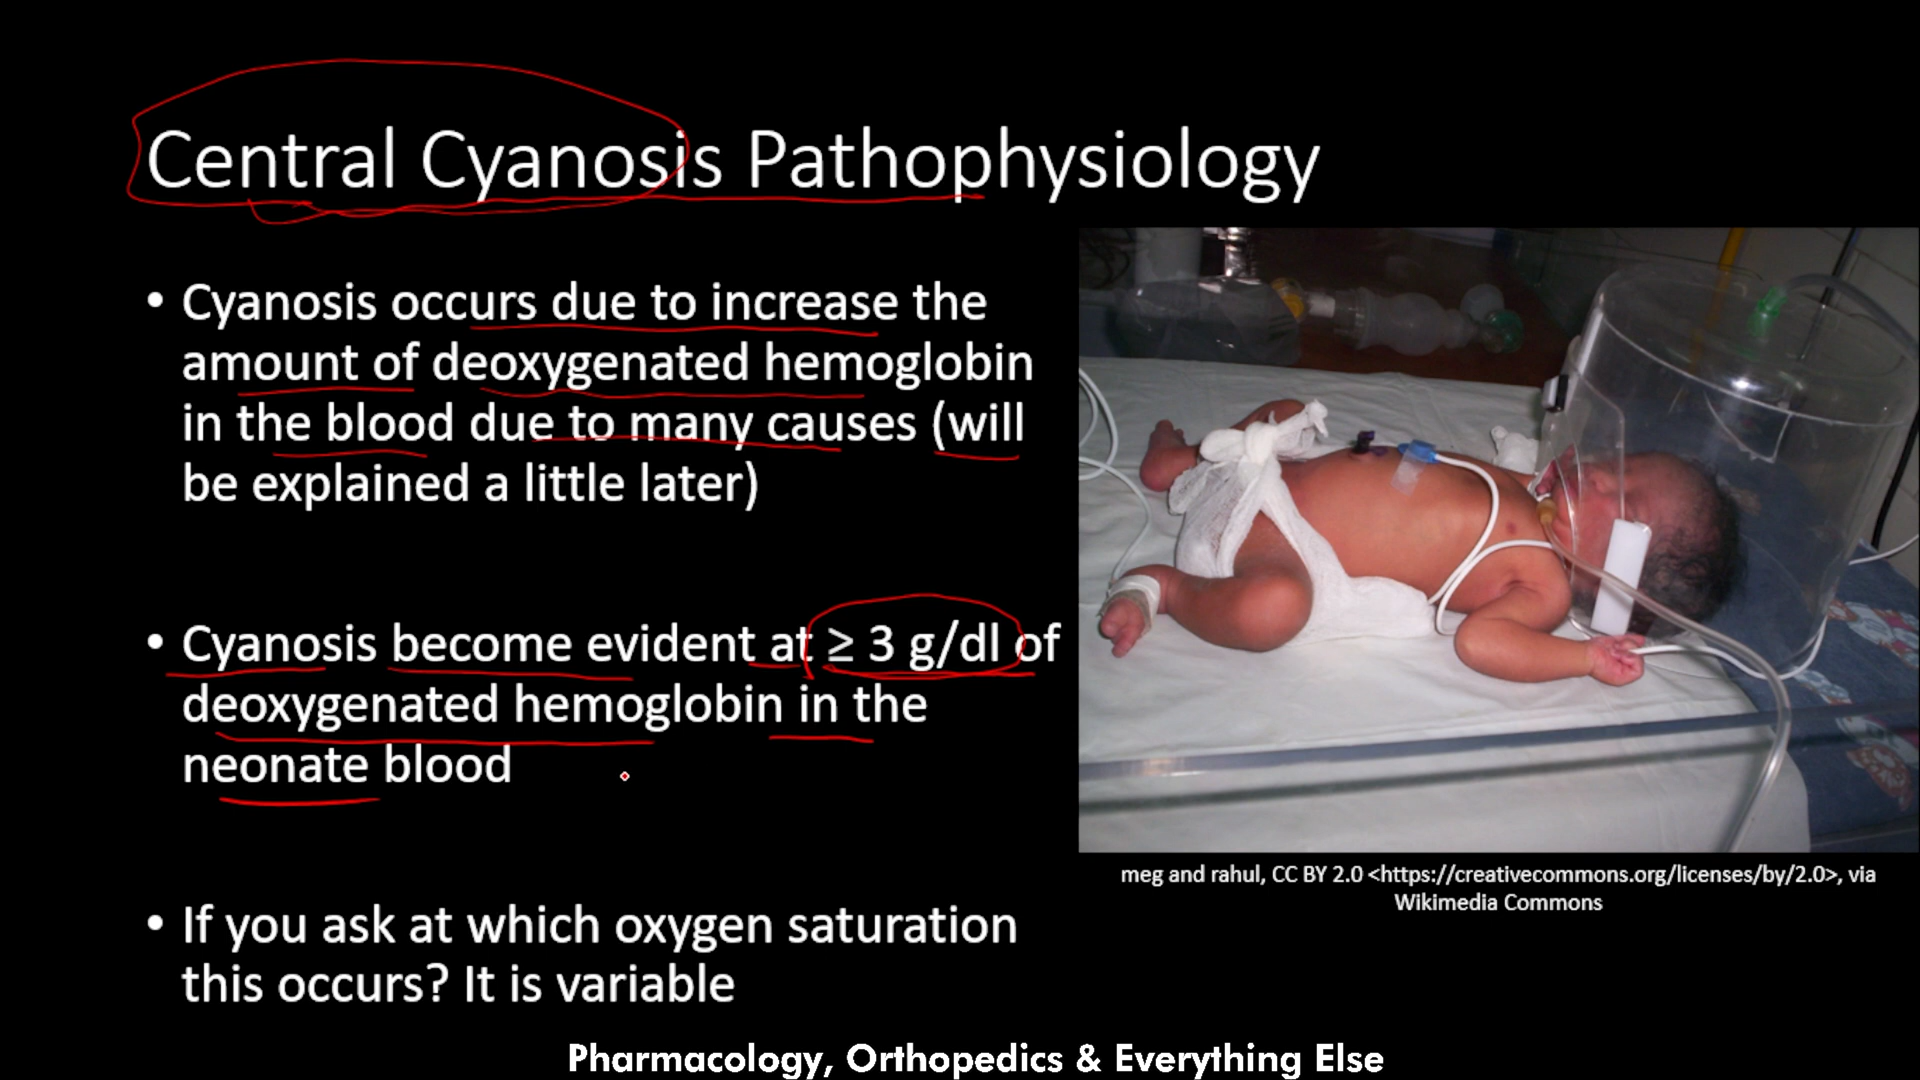 Central Cyanosis Pathophysiology
• Cyanosis occurs due to increase the
amount of deoxygenated hemoglobin
in the blood due to many causes (will
be explained a little later)
• Cyanosis become evident at ≥ 3 g/dl of
deoxygenated hemoglobin in the
neonate blood
• If you ask at which oxygen saturation
this occurs? It is variable
meg and rahul, CC BY 2.0 <https://creativecommons.org/licenses/by/2.0>, via
Wikimedia Commons
Pharmacology, Orthopedics & Everything Else